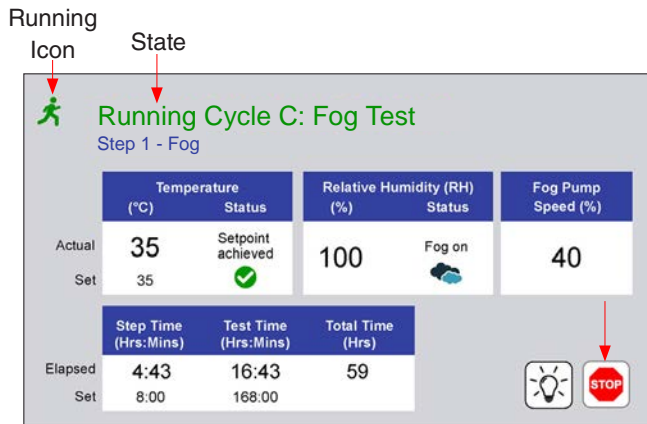 Running
Icon
State
Running Cycle C: Fog Test
Step 1 - Fog
Temperature
(°C) Status
Relative Humidity (RH)
(%) Status
Fog Pump
Speed (%)
Actual 35 Setpoint
achieved 100 Fog on 40
Set 35
Step Time
(Hrs:Mins)
Test Time
(Hrs:Mins)
Total Time
(Hrs)
Elapsed 4:43 16:43 59
Set 8:00 168:00
STOP